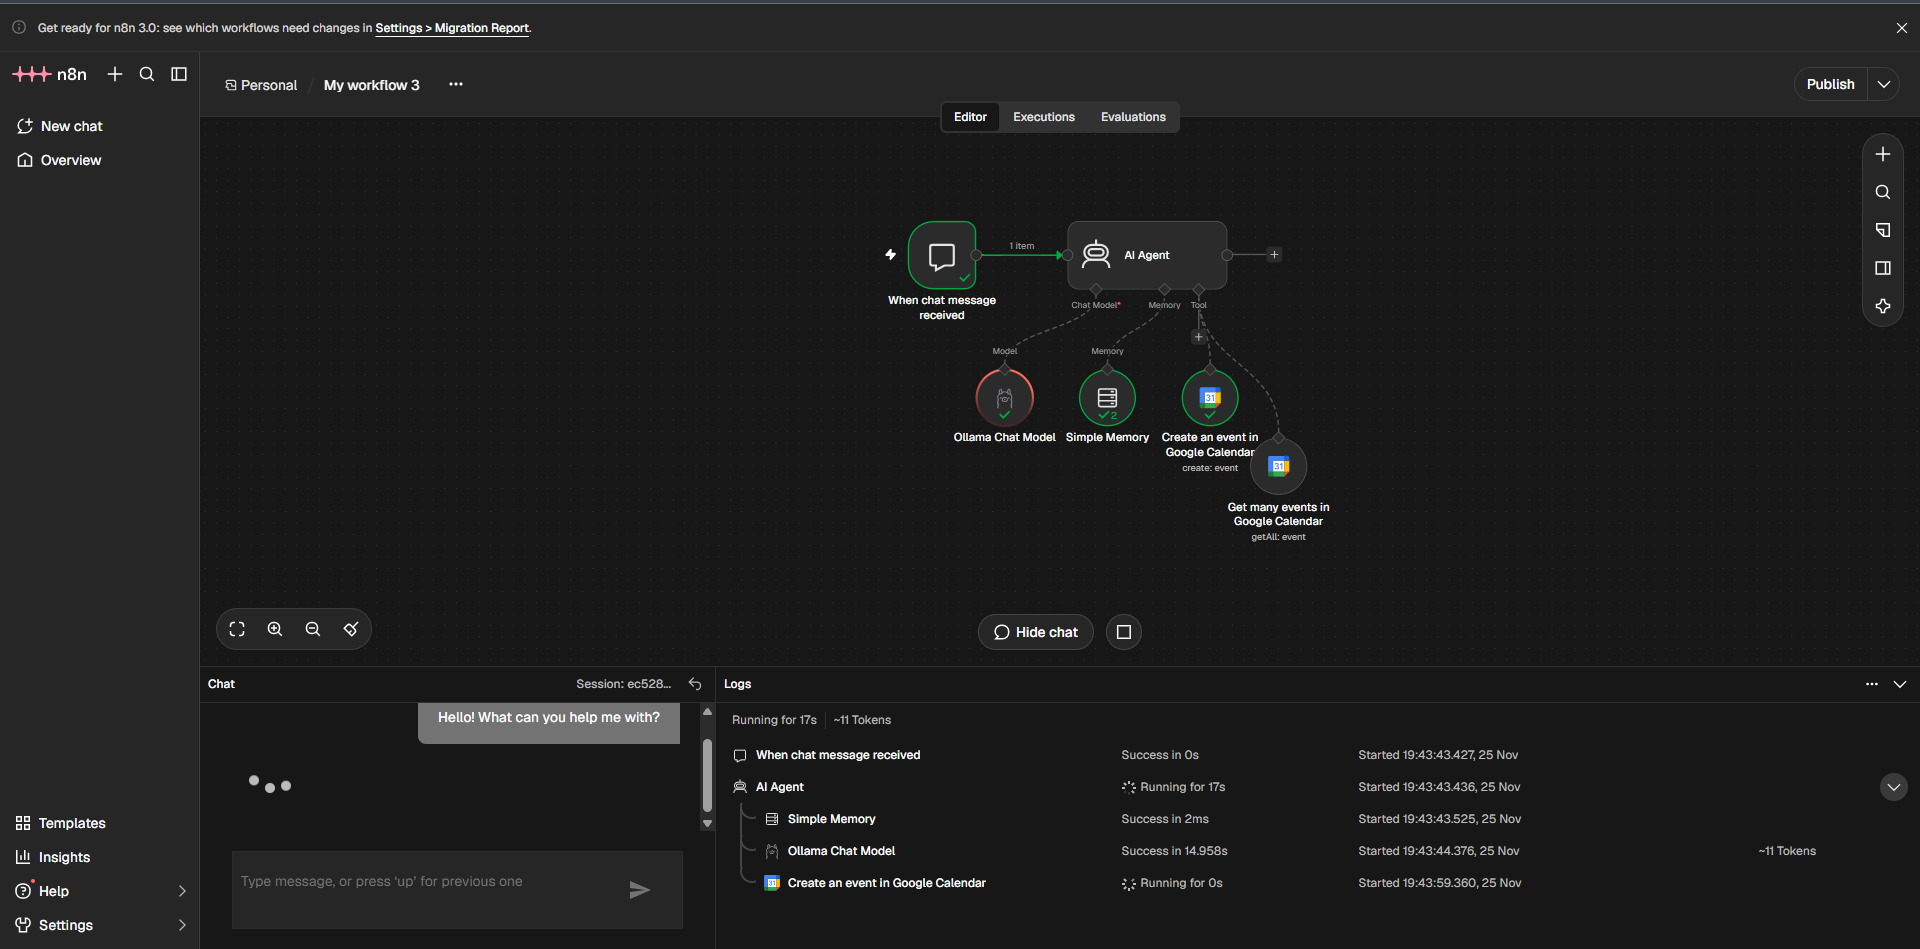 Get ready for n8n 3.0: see which workflows need changes in Settings > Migration Report.
n8n
Personal / My workflow 3 ...
Publish
New chat
Overview
Editor Executions Evaluations
1 item
AI Agent
When chat message
received
Chat Model* Memory Tool
Model Memory
31
2
Ollama Chat Model Simple Memory Create an event in
Google Calendar
create: event
31
Get many events in
Google Calendar
getAll: event
Hide chat
Chat Session: ec528... Logs
Hello! What can you help me with?
Running for 17s ~11 Tokens
When chat message received Success in 0s Started 19:43:43.427, 25 Nov
AI Agent Running for 17s Started 19:43:43.436, 25 Nov
Simple Memory Success in 2ms Started 19:43:43.525, 25 Nov
Ollama Chat Model Success in 14.958s Started 19:43:44.376, 25 Nov ~11 Tokens
31 Create an event in Google Calendar Running for 0s Started 19:43:59.360, 25 Nov
Type message, or press ‘up’ for previous one
Templates
Insights
Help
Settings